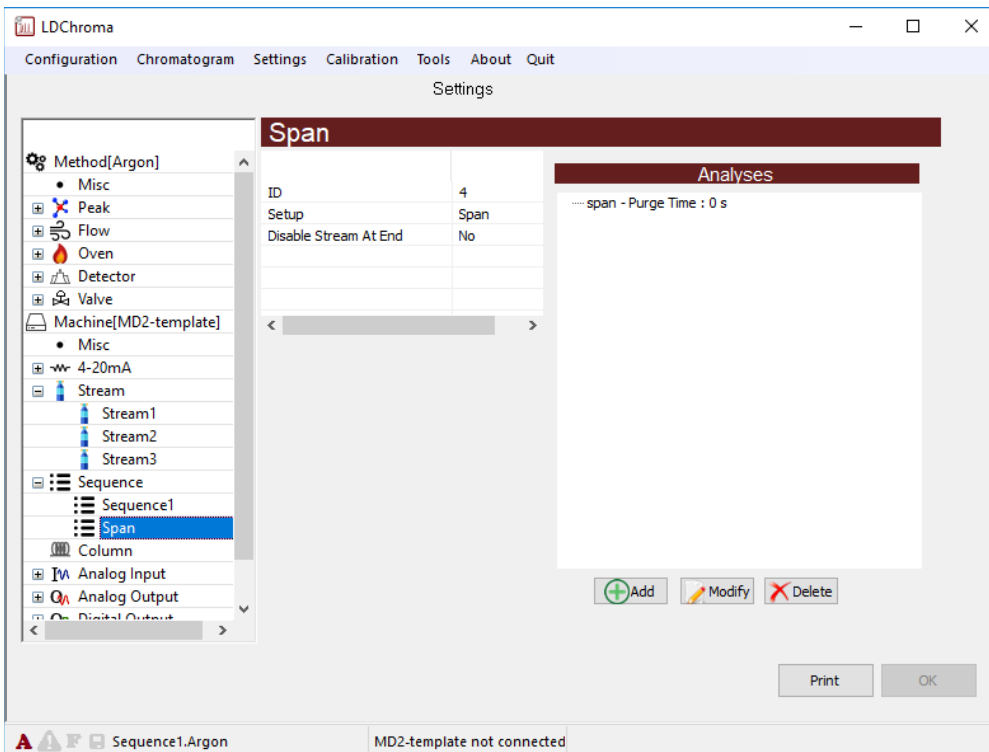 LDChroma
Configuration Chromatogram Settings Calibration Tools About Quit
Settings
Method[Argon]
Misc
Peak
Flow
Oven
Detector
Valve
Machine[MD2-template]
Misc
4-20mA
Stream
Stream1
Stream2
Stream3
Sequence
Sequence1
Span
Column
Analog Input
Analog Output
Digital Output
Span
ID 4
Setup Span
Disable Stream At End No
Analyses
span - Purge Time : 0 s
Add Modify Delete
Print OK
A F Sequence1.Argon MD2-template not connected